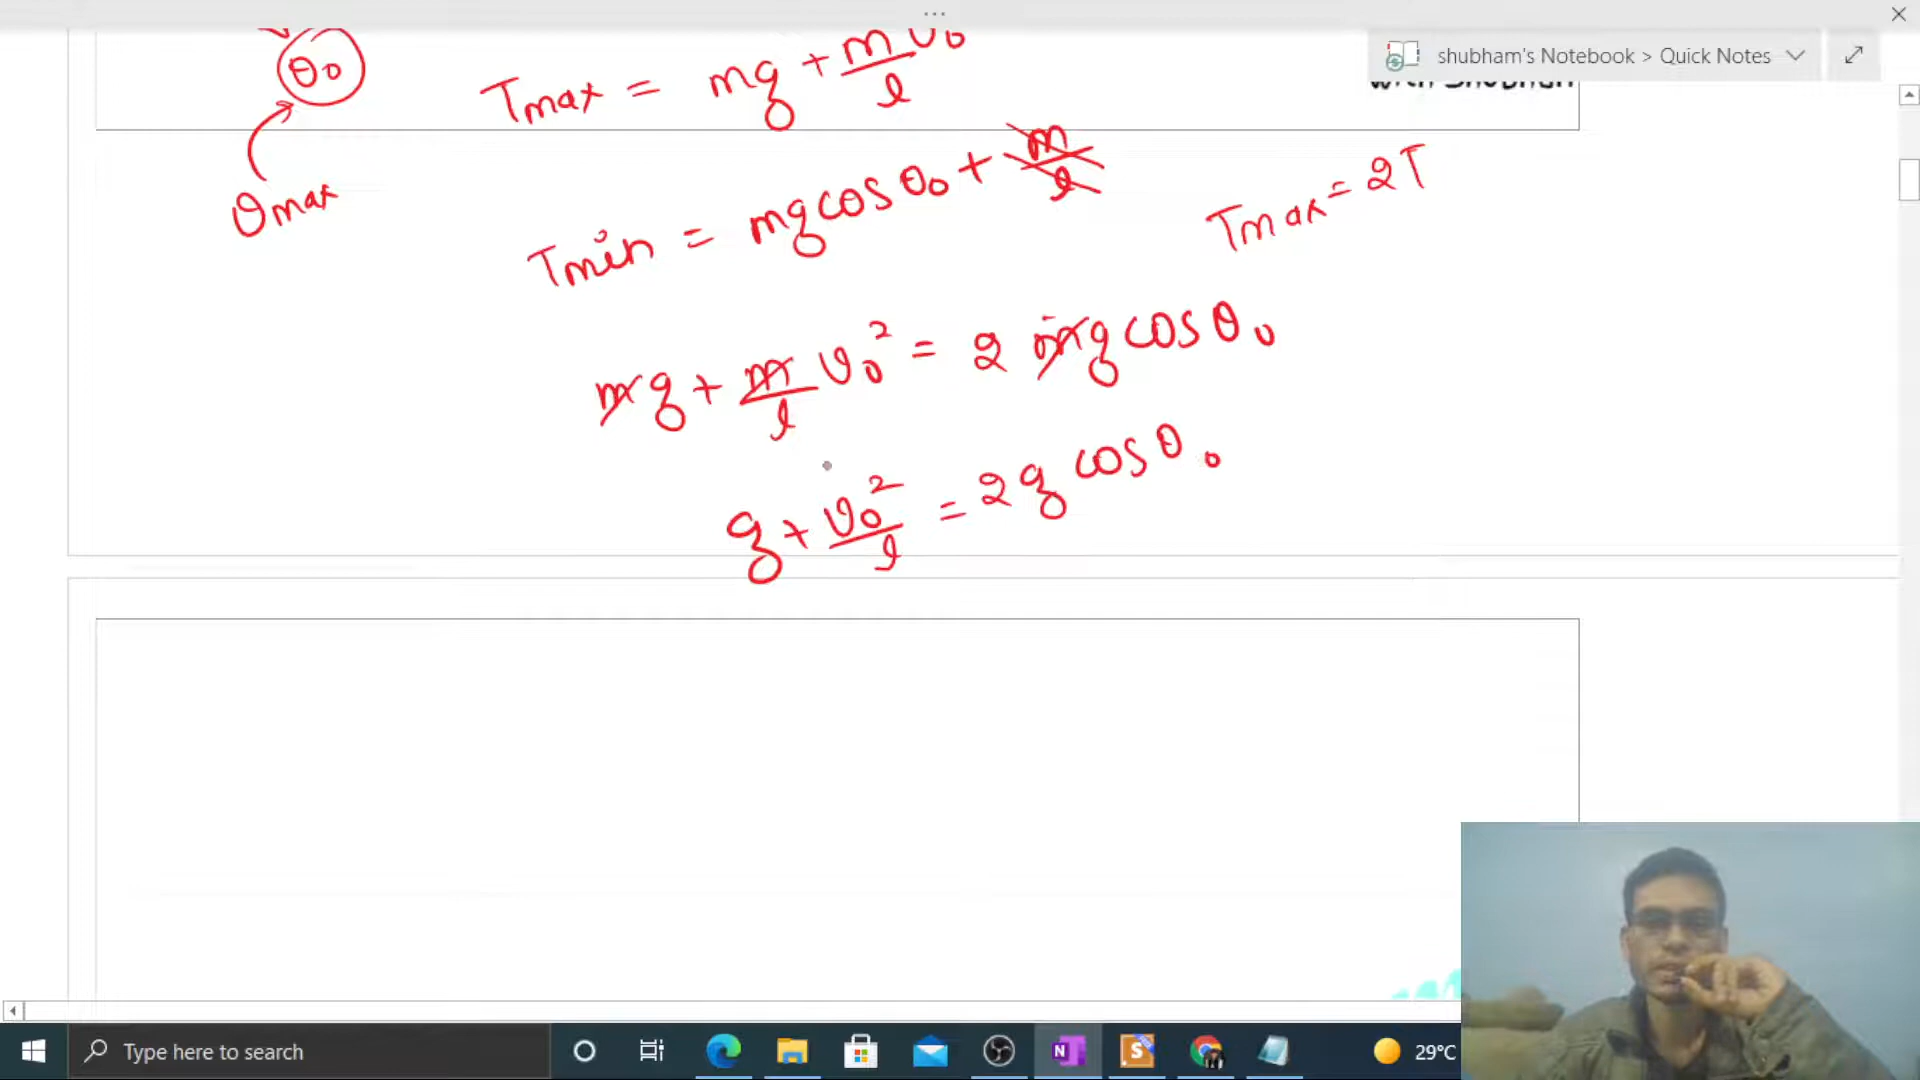 shubham's Notebook > Quick Notes
θ0
Tmax = mg + m/l v0
θmax
Tmin = mg cos θ0 + m/l
Tmax = 2T
mg + m/l v0² = 2 mg cos θ0
g + v0²/l = 2g cos θ0
Type here to search
29°C